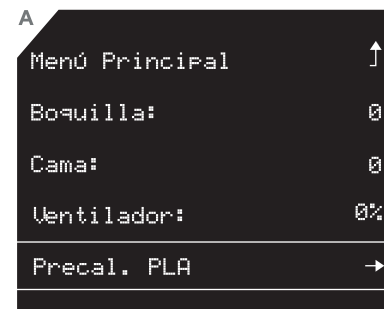 A
Menú Principal ↑
Boquilla: 0
Cama: 0
Ventilador: 0%
Precal. PLA →